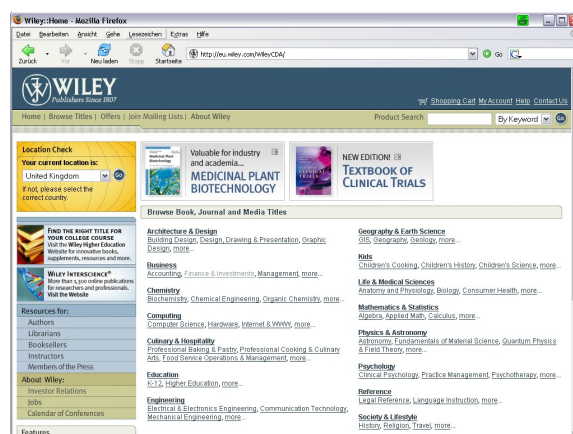 Wiley::Home - Mozilla Firefox
Datei Bearbeiten Ansicht Gehe Lesezeichen Extras Hilfe
Zurück Vor Neu laden Stopp Startseite http://eu.wiley.com/WileyCDA/ Go
WILEY
Publishers Since 1807
Shopping Cart My Account Help Contact Us
Home | Browse Titles | Offers | Join Mailing Lists | About Wiley
Product Search By Keyword Go
Location Check
Your current location is:
United Kingdom Go
If not, please select the
correct country.
Valuable for industry
and academia...
MEDICINAL PLANT
BIOTECHNOLOGY
NEW EDITION!
TEXTBOOK OF
CLINICAL TRIALS
FIND THE RIGHT TITLE FOR
YOUR COLLEGE COURSE
Visit the Wiley Higher Education
Website for innovative books,
supplements, resources and more.
WILEY INTERSCIENCE®
More than 1,300 online publications
for researchers and professionals.
Visit the Website
Resources for:
Authors
Librarians
Booksellers
Instructors
Members of the Press
About Wiley:
Investor Relations
Jobs
Calendar of Conferences
Features
Browse Book, Journal and Media Titles
Architecture & Design
Building Design, Design, Drawing & Presentation, Graphic
Design, more...
Business
Accounting, Finance & Investments, Management, more...
Chemistry
Biochemistry, Chemical Engineering, Organic Chemistry, more...
Computing
Computer Science, Hardware, Internet & WWW, more...
Culinary & Hospitality
Professional Baking & Pastry, Professional Cooking & Culinary
Arts, Food Service Operations & Management, more...
Education
K-12, Higher Education, more...
Engineering
Electrical & Electronics Engineering, Communication Technology,
Mechanical Engineering, more...
Geography & Earth Science
GIS, Geography, Geology, more...
Kids
Children's Cooking, Children's History, Children's Science, more...
Life & Medical Sciences
Anatomy and Physiology, Biology, Consumer Health, more...
Mathematics & Statistics
Algebra, Applied Math, Calculus, more...
Physics & Astronomy
Astronomy, Fundamentals of Material Science, Quantum Physics
& Field Theory, more...
Psychology
Clinical Psychology, Practice Management, Psychotherapy, more...
Reference
Legal Reference, Language Instruction, more...
Society & Lifestyle
History, Religion, Travel, more...